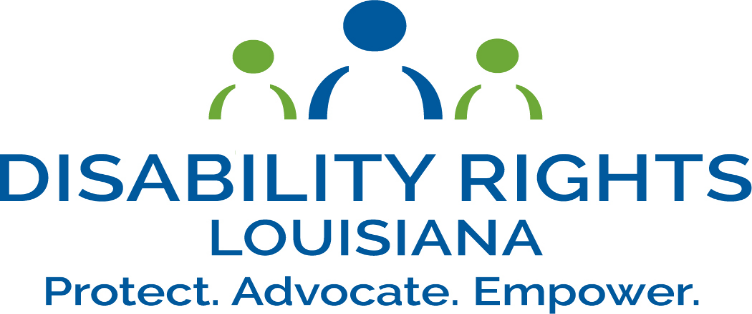 DISABILITY RIGHTS
LOUISIANA
Protect. Advocate. Empower.